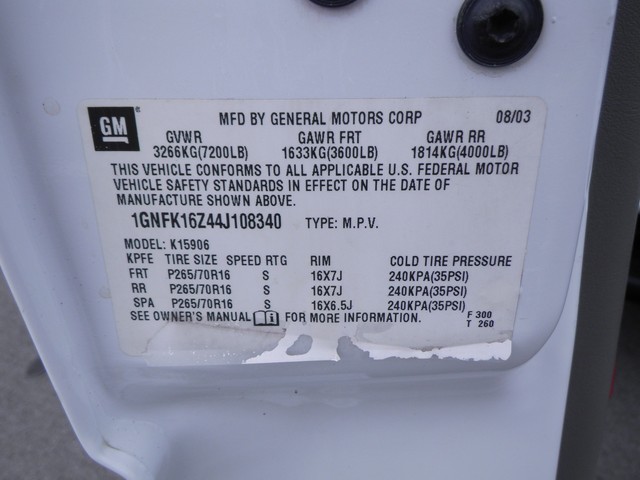 GM
MFD BY GENERAL MOTORS CORP 08/03
GVWR GAWR FRT GAWR RR
3266KG(7200LB) 1633KG(3600LB) 1814KG(4000LB)
THIS VEHICLE CONFORMS TO ALL APPLICABLE U.S. FEDERAL MOTOR
VEHICLE SAFETY STANDARDS IN EFFECT ON THE DATE OF
MANUFACTURE SHOWN ABOVE.
1GNFK16Z44J108340 TYPE: M.P.V.
MODEL: K15906
KPFE TIRE SIZE SPEED RTG RIM COLD TIRE PRESSURE
FRT P265/70R16 S 16X7J 240KPA(35PSI)
RR P265/70R16 S 16X7J 240KPA(35PSI)
SPA P265/70R16 S 16X6.5J 240KPA(35PSI)
SEE OWNER'S MANUAL FOR MORE INFORMATION. F 300
T 260